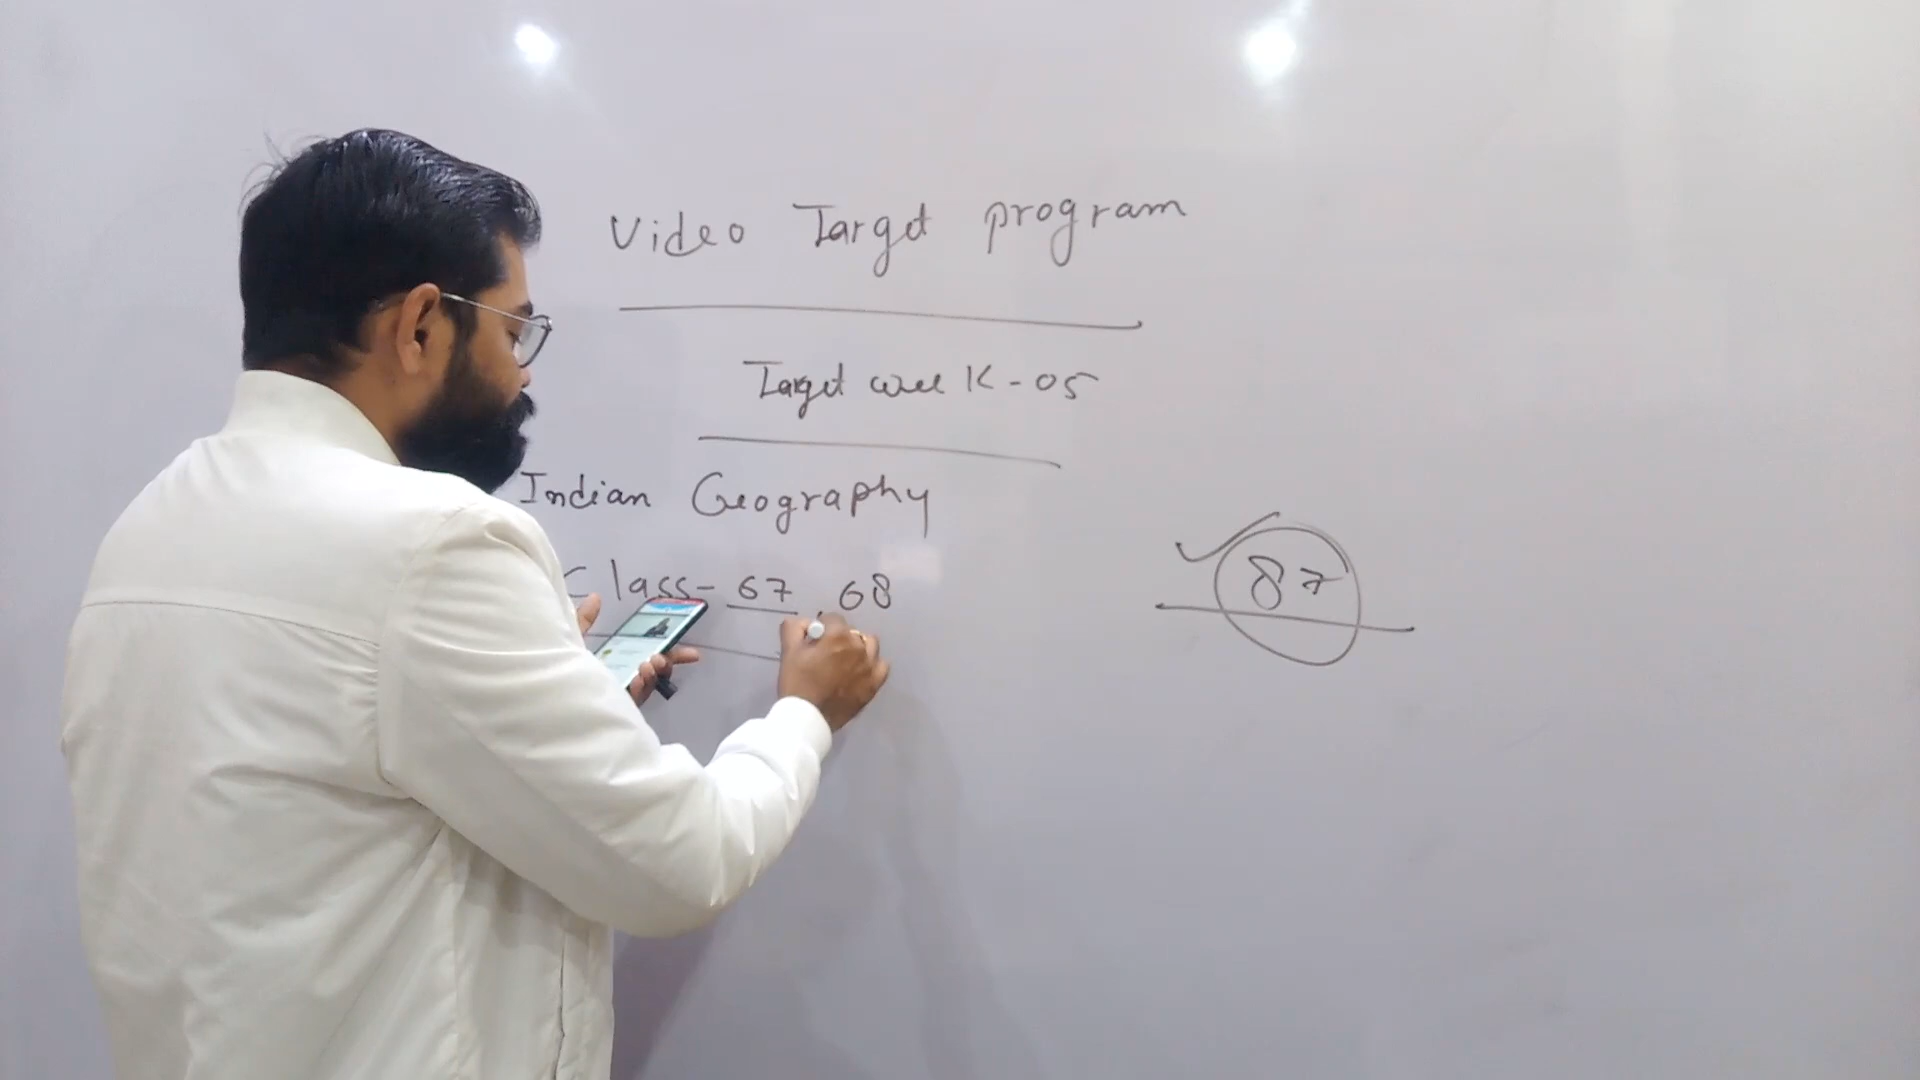 Video Target program
Target week-05
Indian Geography
Class-67, 68
87